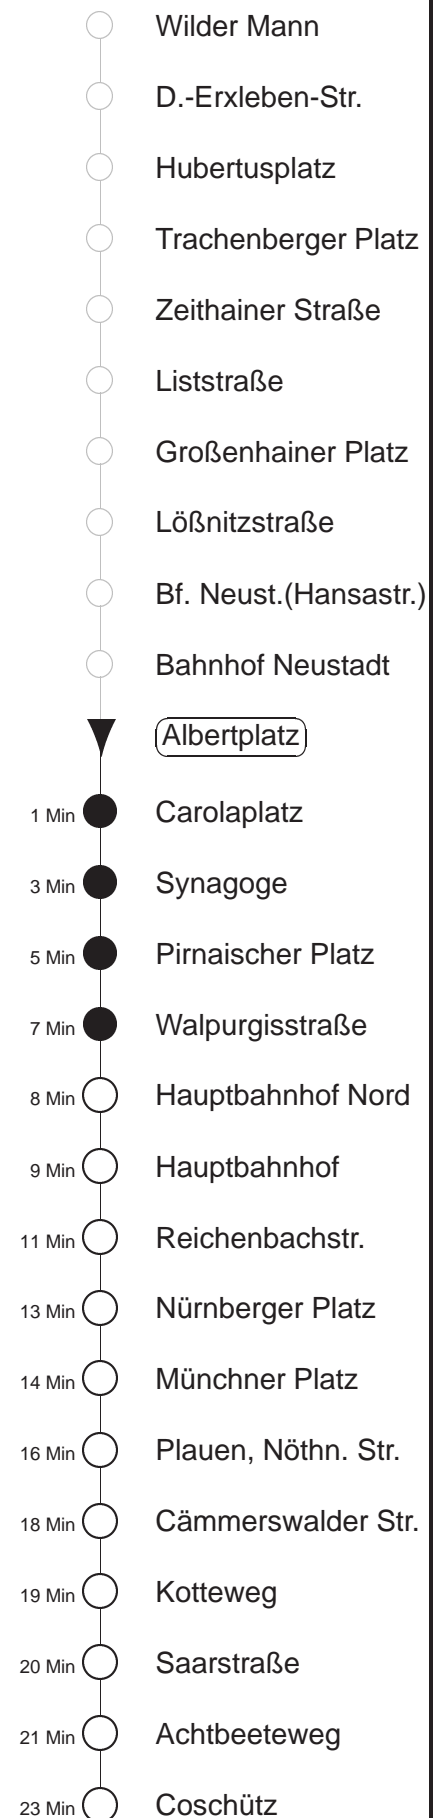 Wilder Mann
D.-Erxleben-Str.
Hubertusplatz
Trachenberger Platz
Zeithainer Straße
Liststraße
Großenhainer Platz
Lößnitzstraße
Bf. Neust.(Hansastr.)
Bahnhof Neustadt
Albertplatz
1 Min Carolaplatz
3 Min Synagoge
5 Min Pirnaischer Platz
7 Min Walpurgisstraße
8 Min Hauptbahnhof Nord
9 Min Hauptbahnhof
11 Min Reichenbachstr.
13 Min Nürnberger Platz
14 Min Münchner Platz
16 Min Plauen, Nöthn. Str.
18 Min Cämmerswalder Str.
19 Min Kotteweg
20 Min Saarstraße
21 Min Achtbeeteweg
23 Min Coschütz